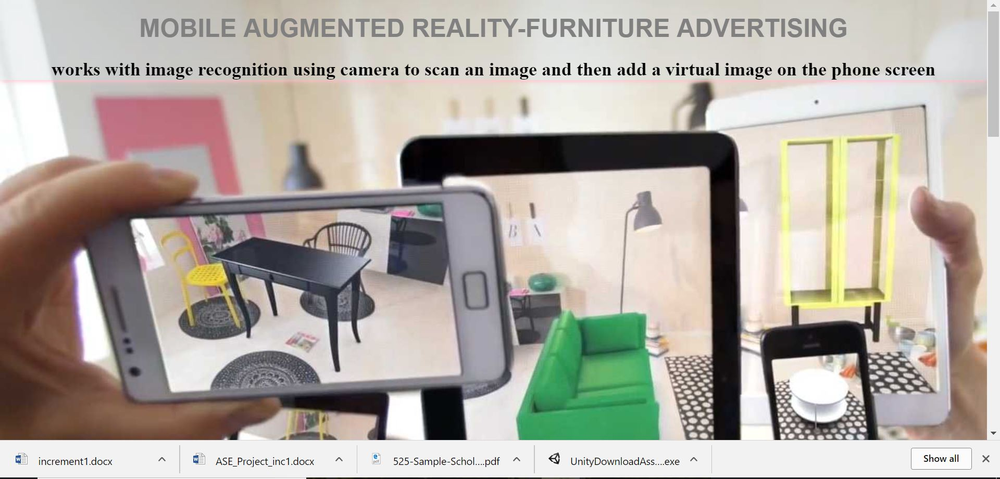 MOBILE AUGMENTED REALITY-FURNITURE ADVERTISING
works with image recognition using camera to scan an image and then add a virtual image on the phone screen
B
increment1.docx
ASE_Project_inc1.docx
525-Sample-Schol....pdf
UnityDownloadAss....exe
Show all